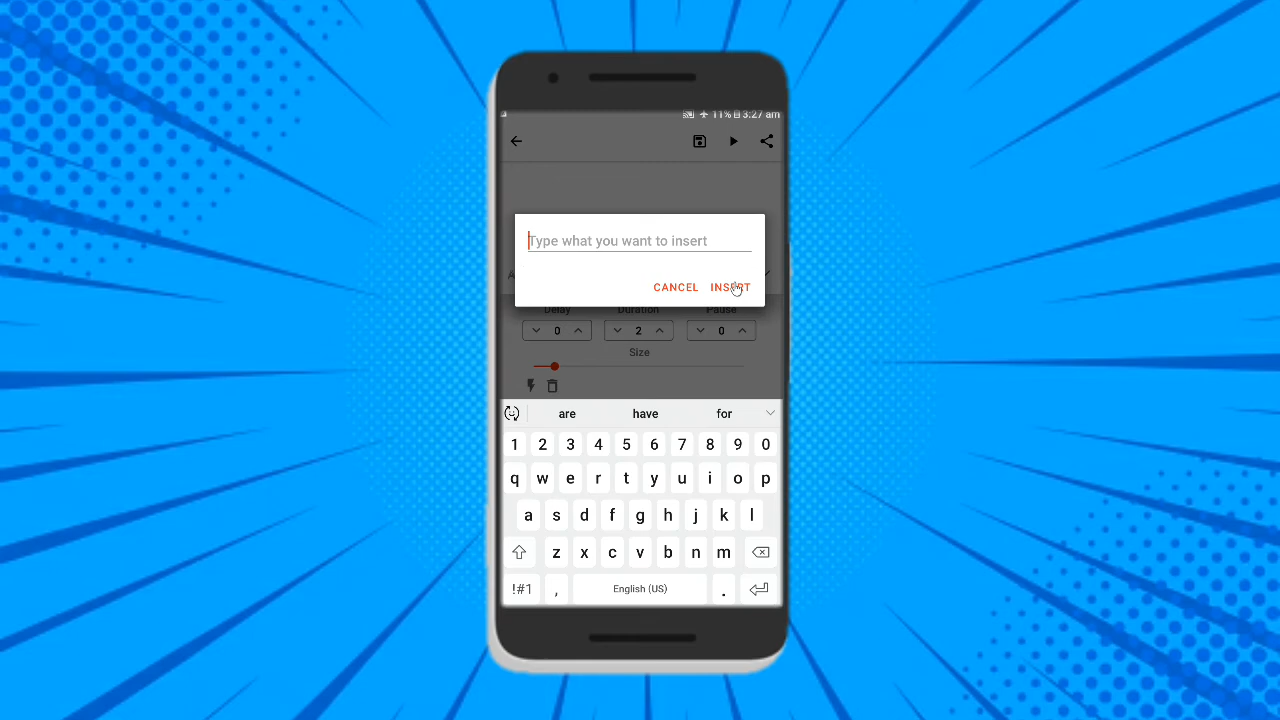 11% 3:27 am
Type what you want to insert
CANCEL INSERT
Delay Duration Pause
0 2 0
Size
are have for
1 2 3 4 5 6 7 8 9 0
q w e r t y u i o p
a s d f g h j k l
z x c v b n m
!#1 , English (US) .